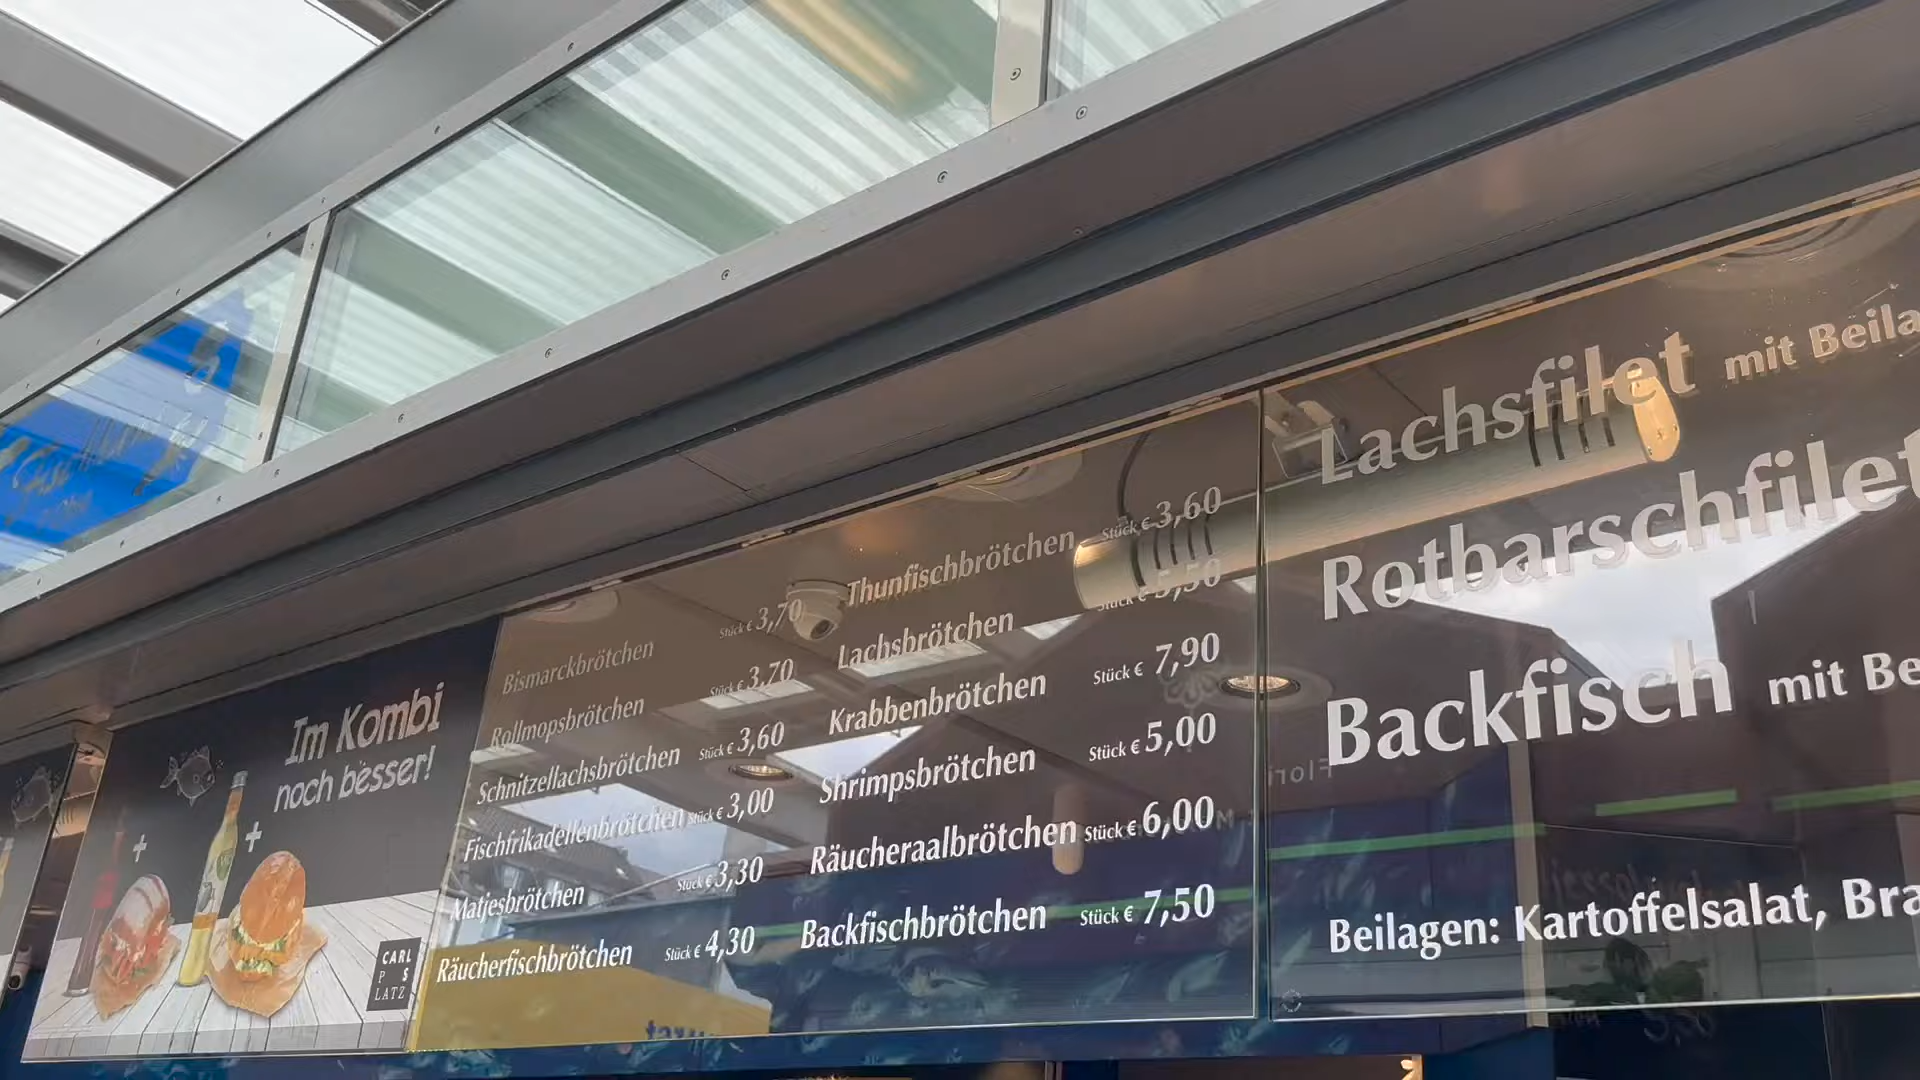 Im Kombi
noch besser!
CARL
P S
LATZ
Bismarckbrötchen Stück € 3,70
Rollmopsbrötchen Stück € 3,70
Schnitzellachsbrötchen Stück € 3,60
Fischfrikadellenbrötchen Stück € 3,00
Matjesbrötchen Stück € 3,30
Räucherfischbrötchen Stück € 4,30
Thunfischbrötchen Stück € 3,60
Lachsbrötchen Stück € 5,50
Krabbenbrötchen Stück € 7,90
Shrimpsbrötchen Stück € 5,00
Räucheraalbrötchen Stück € 6,00
Backfischbrötchen Stück € 7,50
Lachsfilet mit Beila
Rotbarschfilet
Backfisch mit Be
Beilagen: Kartoffelsalat, Bra